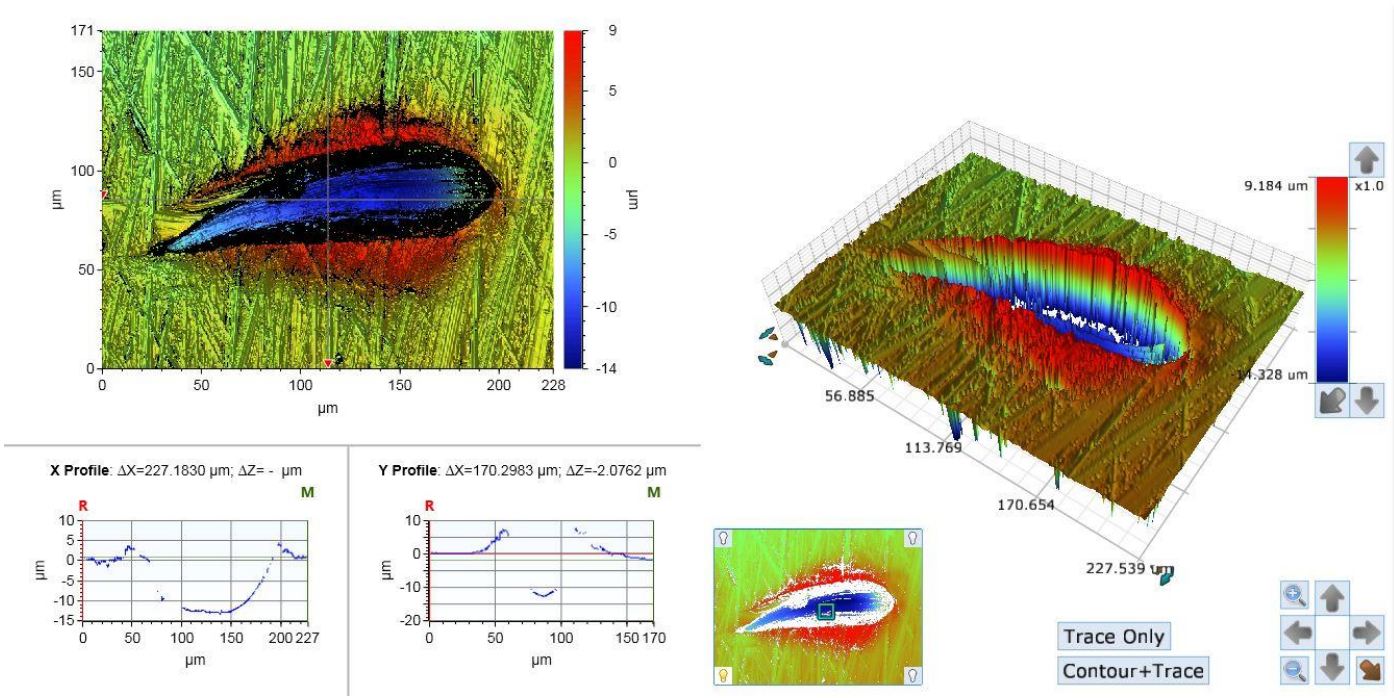 171
150
100
50
0
µm
0 50 100 150 200 228
µm
9
5
0
-5
-10
-14
µm
X Profile: ΔX=227.1830 µm; ΔZ= - µm
R
M
10
5
0
-5
-10
-15
µm
0 50 100 150 200 227
µm
Y Profile: ΔX=170.2983 µm; ΔZ=-2.0762 µm
R
M
10
0
-10
-20
µm
0 50 100 150 170
µm
9.184 um
x1.0
-14.328 um
56.885
113.769
170.654
227.539 um
Trace Only
Contour+Trace